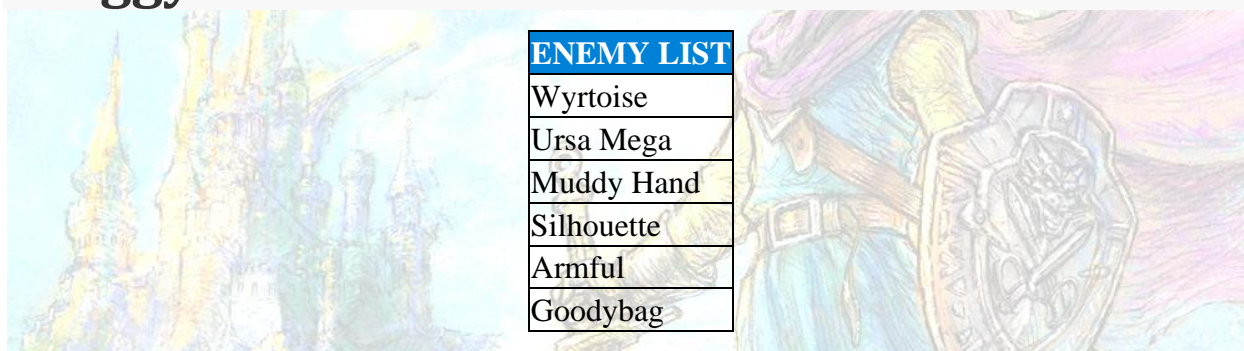 ENEMY LIST
Wyrtoise
Ursa Mega
Muddy Hand
Silhouette
Armful
Goodybag